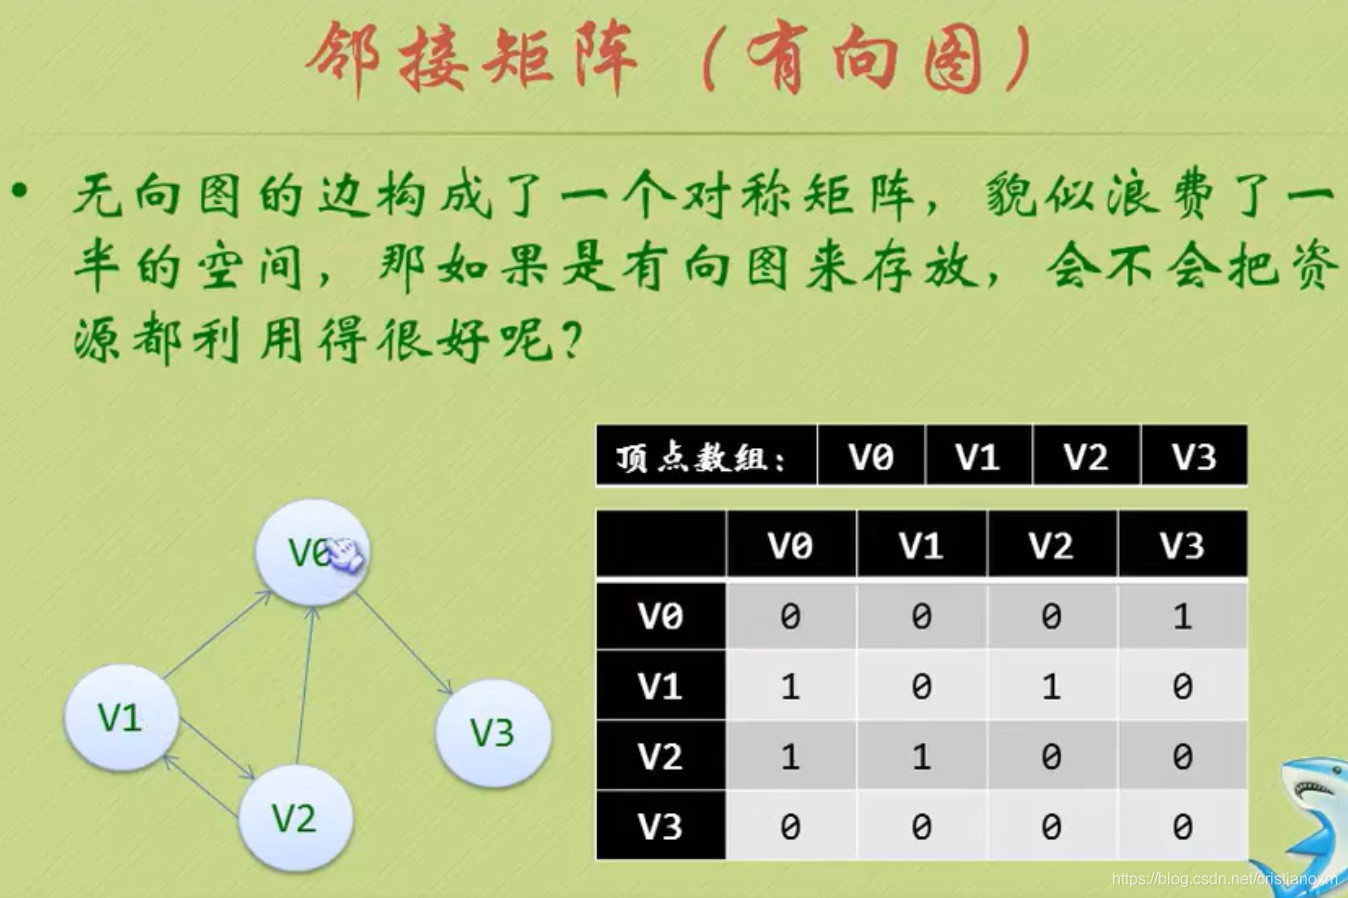 邻接矩阵（有向图）
• 无向图的边构成了一个对称矩阵，貌似浪费了一
半的空间，那如果是有向图来存放，会不会把资
源都利用得很好呢？
顶点数组： V0 V1 V2 V3
V0 V1 V2 V3
V0 0 0 0 1
V1 1 0 1 0
V2 1 1 0 0
V3 0 0 0 0
V0
V1
V3
V2
https://blog.csdn.net/cristianoxm